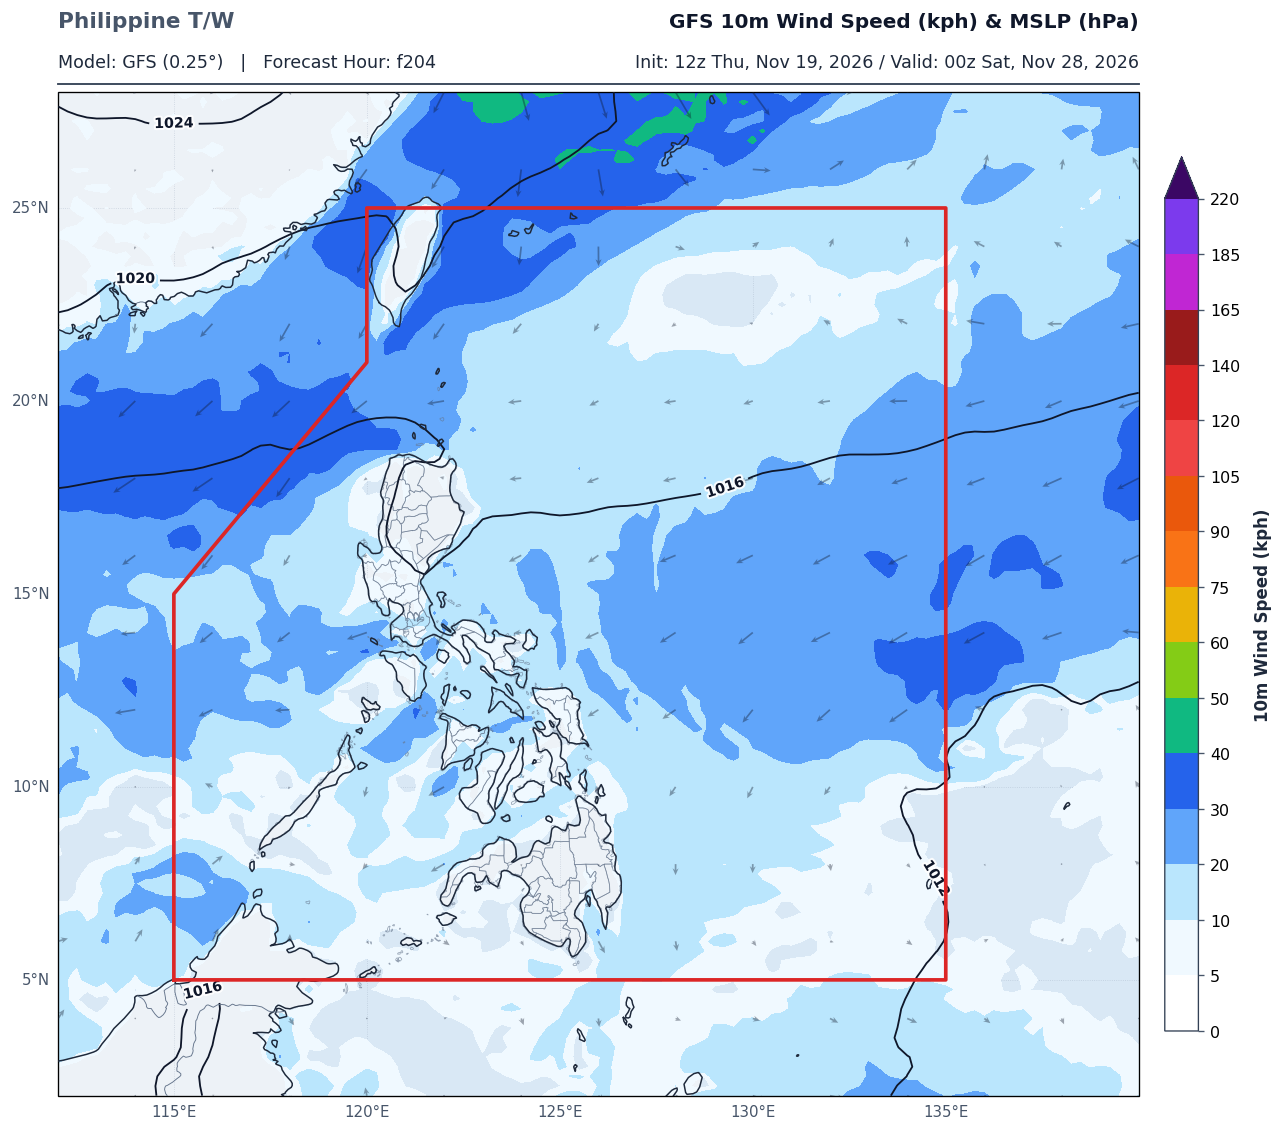 Philippine T/W
GFS 10m Wind Speed (kph) & MSLP (hPa)
Model: GFS (0.25°)   |   Forecast Hour: f204
Init: 12z Thu, Nov 19, 2026 / Valid: 00z Sat, Nov 28, 2026
1024
1020
1016
1012
1016
25°N
20°N
15°N
10°N
5°N
115°E
120°E
125°E
130°E
135°E
220
185
165
140
120
105
90
75
60
50
40
30
20
10
5
0
10m Wind Speed (kph)